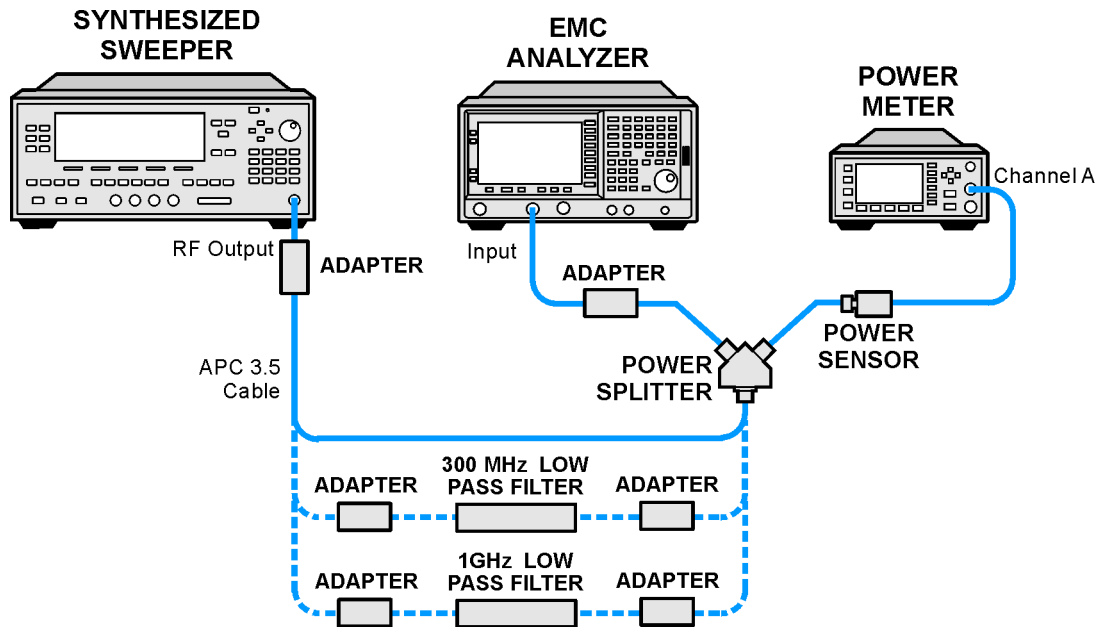 SYNTHESIZED
SWEEPER
EMC
ANALYZER
POWER
METER
Channel A
RF Output
ADAPTER
Input
ADAPTER
POWER
SENSOR
APC 3.5
Cable
POWER
SPLITTER
ADAPTER
300 MHz LOW
PASS FILTER
ADAPTER
ADAPTER
1GHz LOW
PASS FILTER
ADAPTER